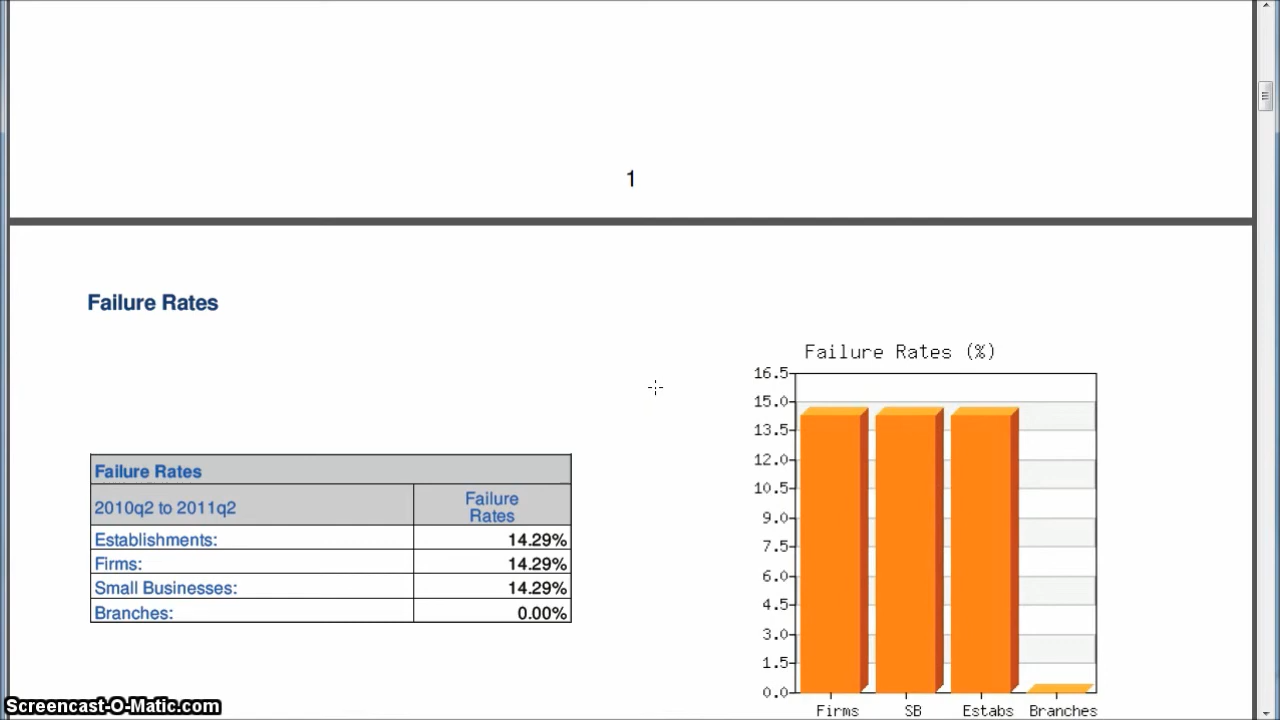 1
Failure Rates
Failure Rates
2010q2 to 2011q2
Failure
Rates
Establishments: 14.29%
Firms: 14.29%
Small Businesses: 14.29%
Branches: 0.00%
Failure Rates (%)
16.5
15.0
13.5
12.0
10.5
9.0
7.5
6.0
4.5
3.0
1.5
0.0
Firms SB Estabs Branches
Screencast-O-Matic.com